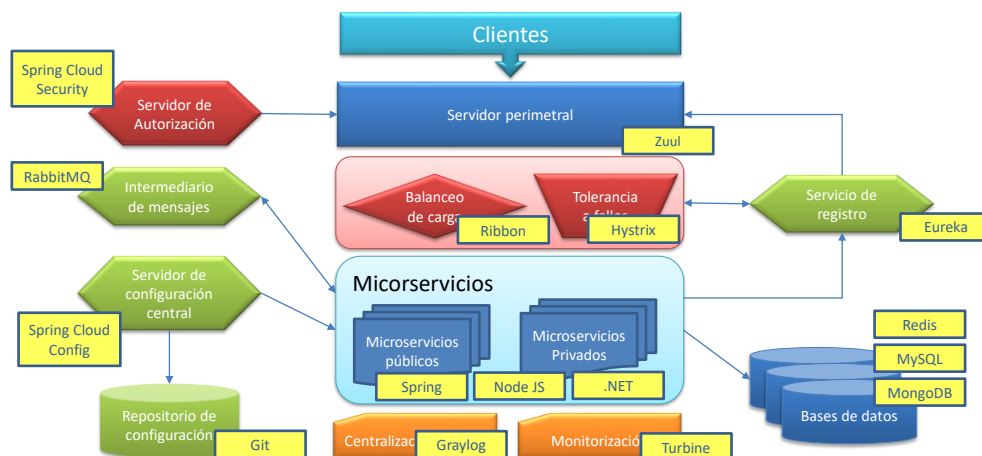 Clientes
Spring Cloud
Security
Servidor de
Autorización
Servidor perimetral
Zuul
RabbitMQ
Intermediario
de mensajes
Balanceo
de carga
Ribbon
Tolerancia
a fallos
Hystrix
Servicio de
registro
Eureka
Servidor de
configuración
central
Spring Cloud
Config
Micorservicios
Microservicios
públicos
Spring
Node JS
Microservicios
Privados
.NET
Redis
MySQL
MongoDB
Bases de datos
Repositorio de
configuración
Git
Graylog
Monitorización
Turbine